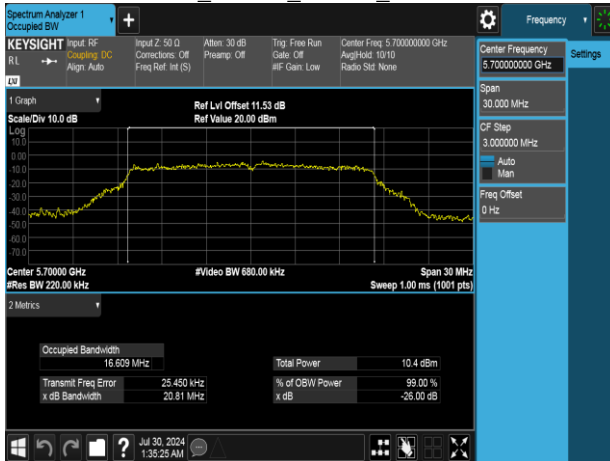 Spectrum Analyzer 1
Occupied BW
Frequency
KEYSIGHT
Input: RF
Coupling: DC
Align: Auto
Input Z: 50 Ω
Corrections: Off
Freq Ref: Int (S)
Atten: 30 dB
Preamp: Off
Trig: Free Run
Gate: Off
#IF Gain: Low
Center Freq: 5.700000000 GHz
Avg|Hold: 10/10
Radio Std: None
R L
LXI
Center Frequency
5.700000000 GHz
Settings
Span
30.000 MHz
CF Step
3.000000 MHz
Auto
Man
Freq Offset
0 Hz
1 Graph
Scale/Div 10.0 dB
Ref Lvl Offset 11.53 dB
Ref Value 20.00 dBm
Log
10.0
0.00
-10.0
-20.0
-30.0
-40.0
-50.0
-60.0
-70.0
Center 5.70000 GHz
#Res BW 220.00 kHz
#Video BW 680.00 kHz
Span 30 MHz
Sweep 1.00 ms (1001 pts)
2 Metrics
Occupied Bandwidth
16.609 MHz
Total Power 10.4 dBm
Transmit Freq Error 25.450 kHz
% of OBW Power 99.00 %
x dB Bandwidth 20.81 MHz
x dB -26.00 dB
?
Jul 30, 2024
1:35:25 AM